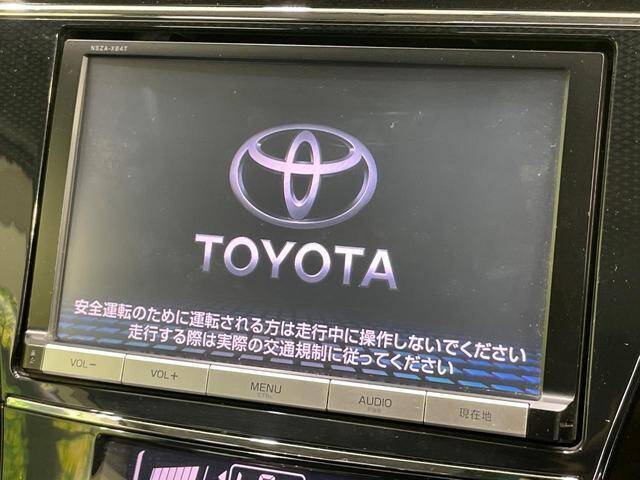 NSZA-X64T
TOYOTA
安全運転のために運転される方は走行中に操作しないでください
走行する際は実際の交通規制に従ってください
VOL− VOL+ MENU AUDIO 現在地
CTRL PWR